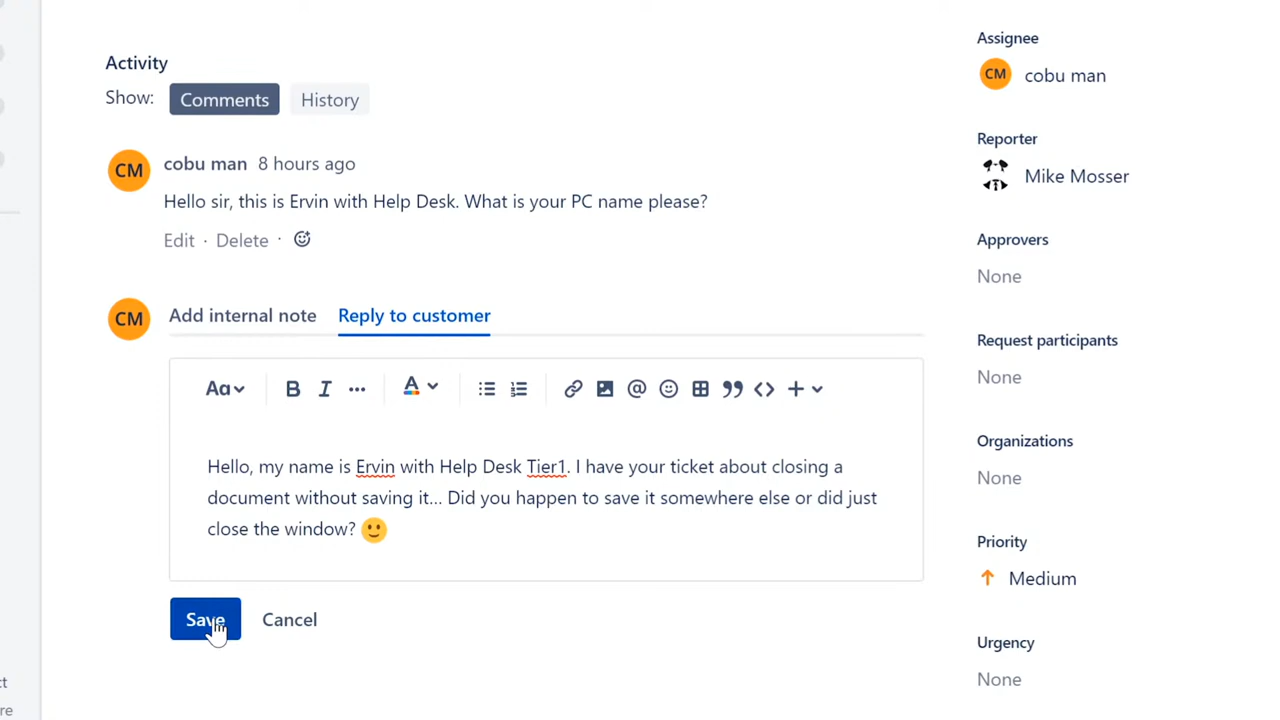 Activity
Show: Comments History
CM cobu man 8 hours ago
Hello sir, this is Ervin with Help Desk. What is your PC name please?
Edit · Delete ·
CM Add internal note Reply to customer
Aa B I ... A @ +
Hello, my name is Ervin with Help Desk Tier1. I have your ticket about closing a
document without saving it... Did you happen to save it somewhere else or did just
close the window?
Save Cancel
Assignee
CM cobu man
Reporter
Mike Mosser
Approvers
None
Request participants
None
Organizations
None
Priority
Medium
Urgency
None
ct
re